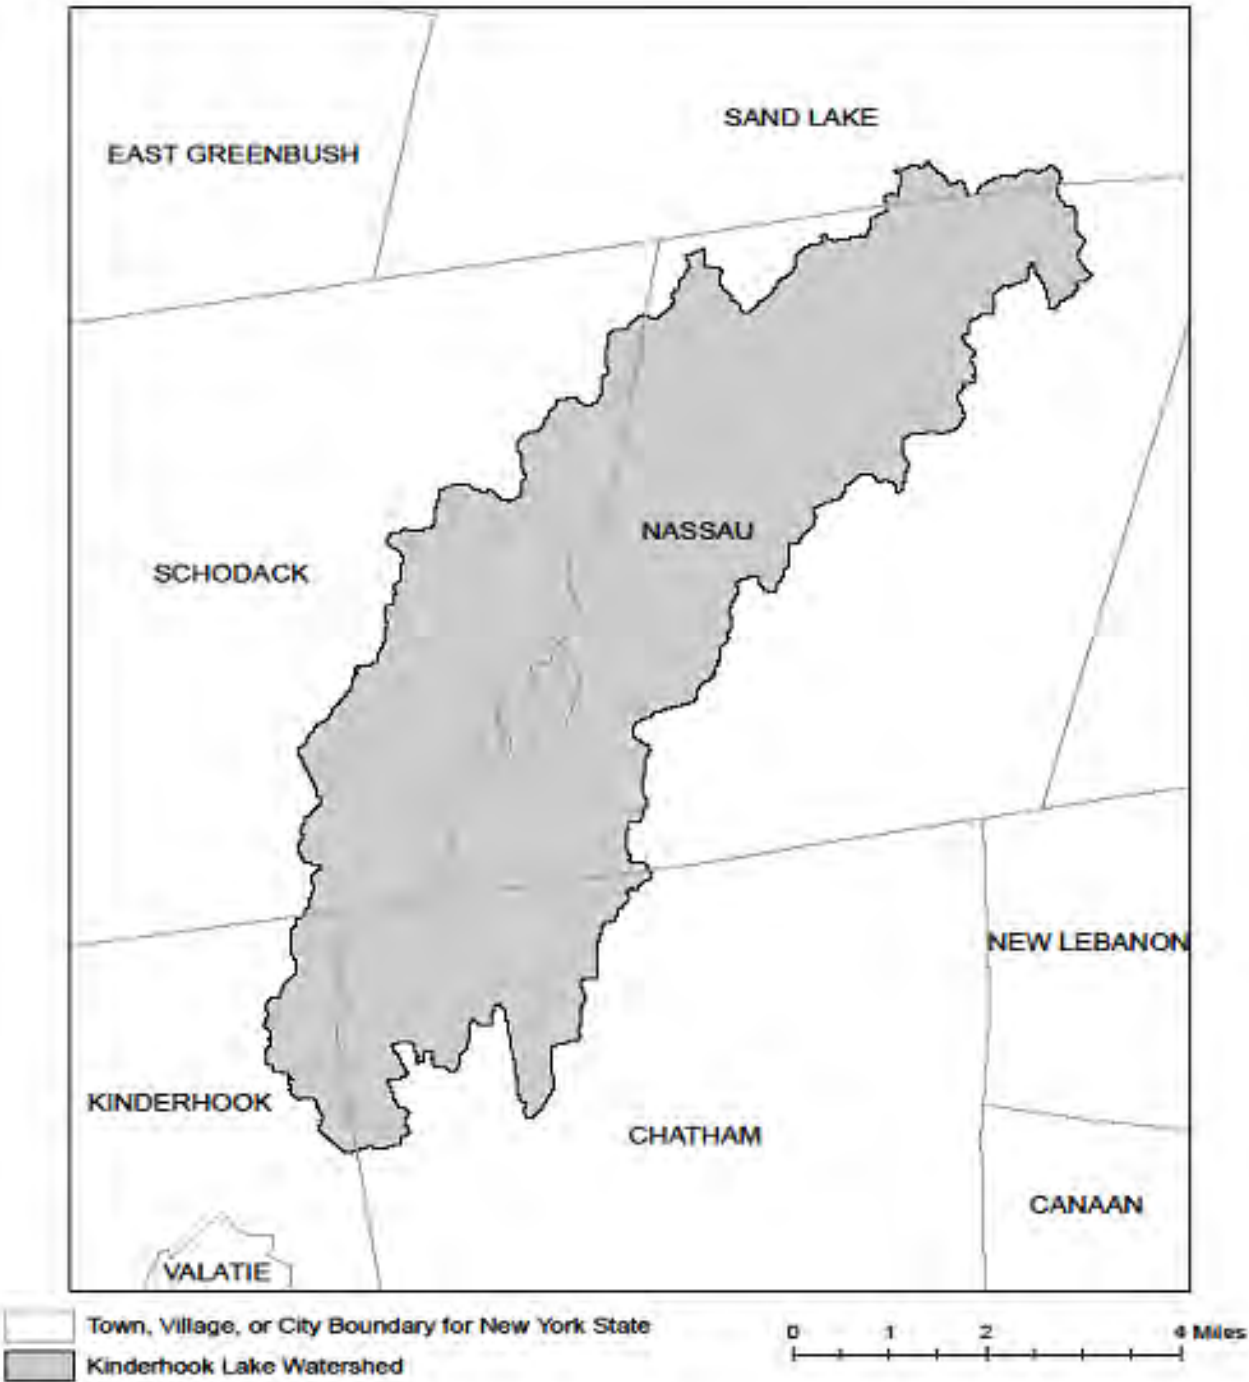 SAND LAKE
EAST GREENBUSH
NASSAU
SCHODACK
NEW LEBANON
KINDERHOOK
CHATHAM
CANAAN
VALATIE
Town, Village, or City Boundary for New York State
0 1 2 4 Miles
Kinderhook Lake Watershed